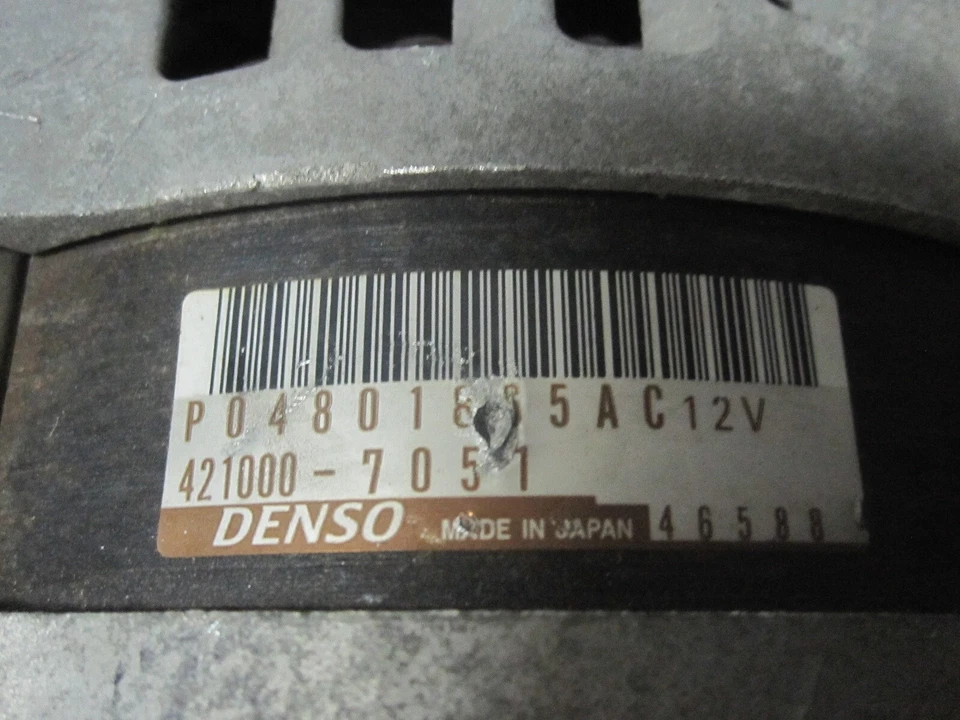 12V
421000-7051
DENSO MADE IN JAPAN 46588